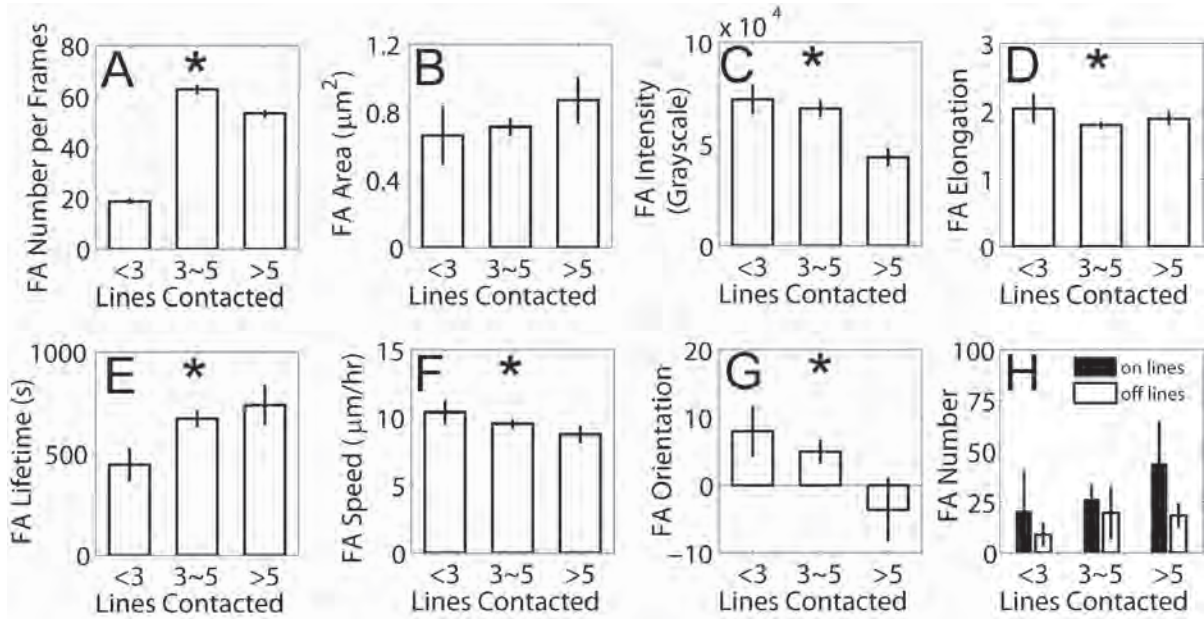 A
*
FA Number per Frames
80
60
40
20
0
<3 3~5 >5
Lines Contacted
B
FA Area (μm²)
1.2
0.8
0.4
0
<3 3~5 >5
Lines Contacted
C
*
x 10⁴
FA Intensity
(Grayscale)
10
5
0
<3 3~5 >5
Lines Contacted
D
*
FA Elongation
3
2
1
0
<3 3~5 >5
Lines Contacted
E
*
FA Lifetime (s)
1000
500
0
<3 3~5 >5
Lines Contacted
F
*
FA Speed (μm/hr)
15
10
5
0
<3 3~5 >5
Lines Contacted
G
*
FA Orientation
20
10
0
−10
<3 3~5 >5
Lines Contacted
H
on lines
off lines
FA Number
100
75
50
25
0
<3 3~5 >5
Lines Contacted